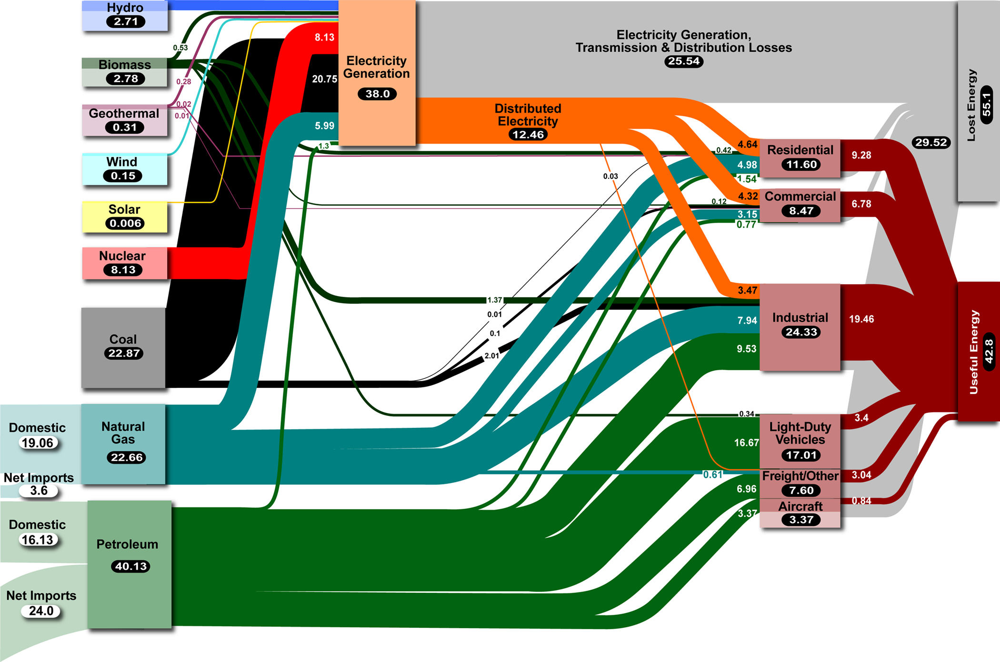 Hydro
2.71
Biomass
2.78
Geothermal
0.31
Wind
0.15
Solar
0.006
Nuclear
8.13
Coal
22.87
Domestic
19.06
Net Imports
3.6
Natural
Gas
22.66
Domestic
16.13
Net Imports
24.0
Petroleum
40.13
0.53
0.28
0.02
0.01
8.13
20.75
5.99
1.3
Electricity
Generation
38.0
Electricity Generation,
Transmission & Distribution Losses
25.54
Distributed
Electricity
12.46
0.03
1.37
0.01
0.1
2.01
4.64
0.42
4.98
1.54
4.32
0.12
3.15
0.77
3.47
7.94
9.53
0.34
16.67
0.61
6.96
3.37
Residential
11.60
Commercial
8.47
Industrial
24.33
Light-Duty
Vehicles
17.01
Freight/Other
7.60
Aircraft
3.37
9.28
6.78
19.46
3.4
3.04
0.84
29.52
Lost Energy
55.1
Useful Energy
42.8